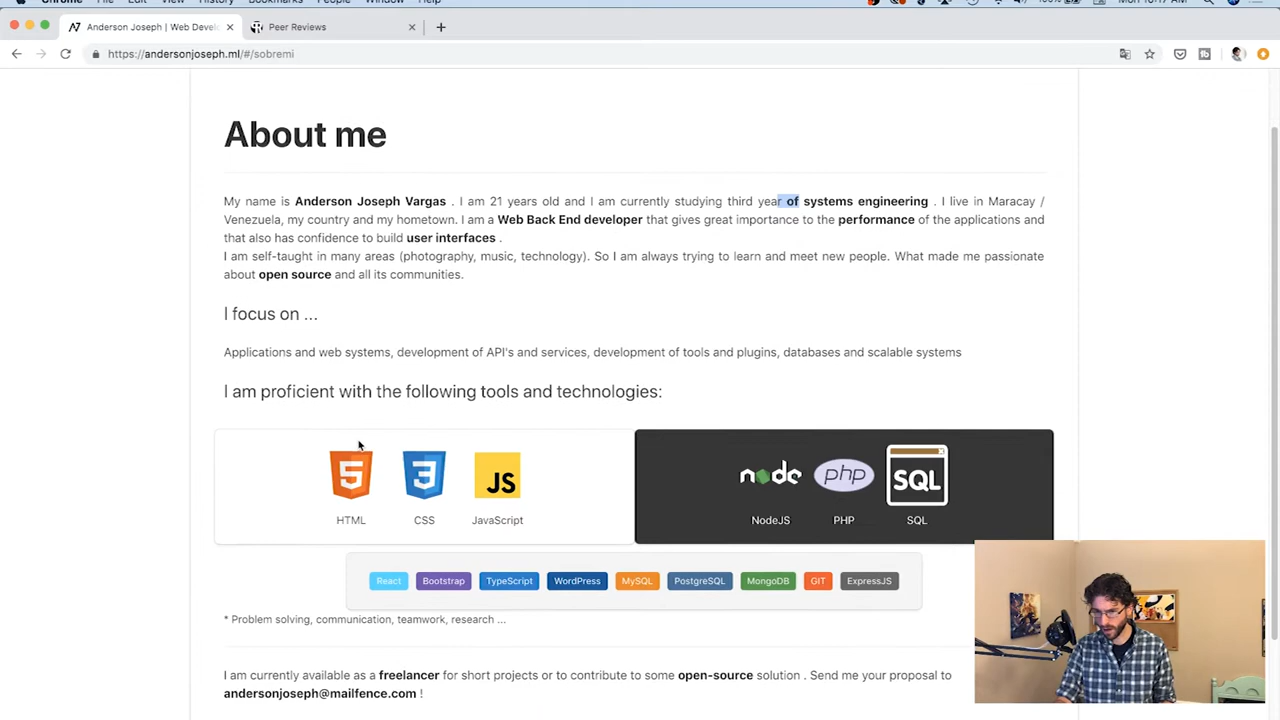 Anderson Joseph | Web Devel
Peer Reviews
https://andersonjoseph.ml/#/sobremi
About me
My name is Anderson Joseph Vargas . I am 21 years old and I am currently studying third year of systems engineering . I live in Maracay /
Venezuela, my country and my hometown. I am a Web Back End developer that gives great importance to the performance of the applications and
that also has confidence to build user interfaces .
I am self-taught in many areas (photography, music, technology). So I am always trying to learn and meet new people. What made me passionate
about open source and all its communities.
I focus on ...
Applications and web systems, development of API's and services, development of tools and plugins, databases and scalable systems
I am proficient with the following tools and technologies:
5 3 JS node php SQL
HTML CSS JavaScript NodeJS PHP SQL
React Bootstrap TypeScript WordPress MySQL PostgreSQL MongoDB GIT ExpressJS
* Problem solving, communication, teamwork, research ...
I am currently available as a freelancer for short projects or to contribute to some open-source solution . Send me your proposal to
andersonjoseph@mailfence.com !